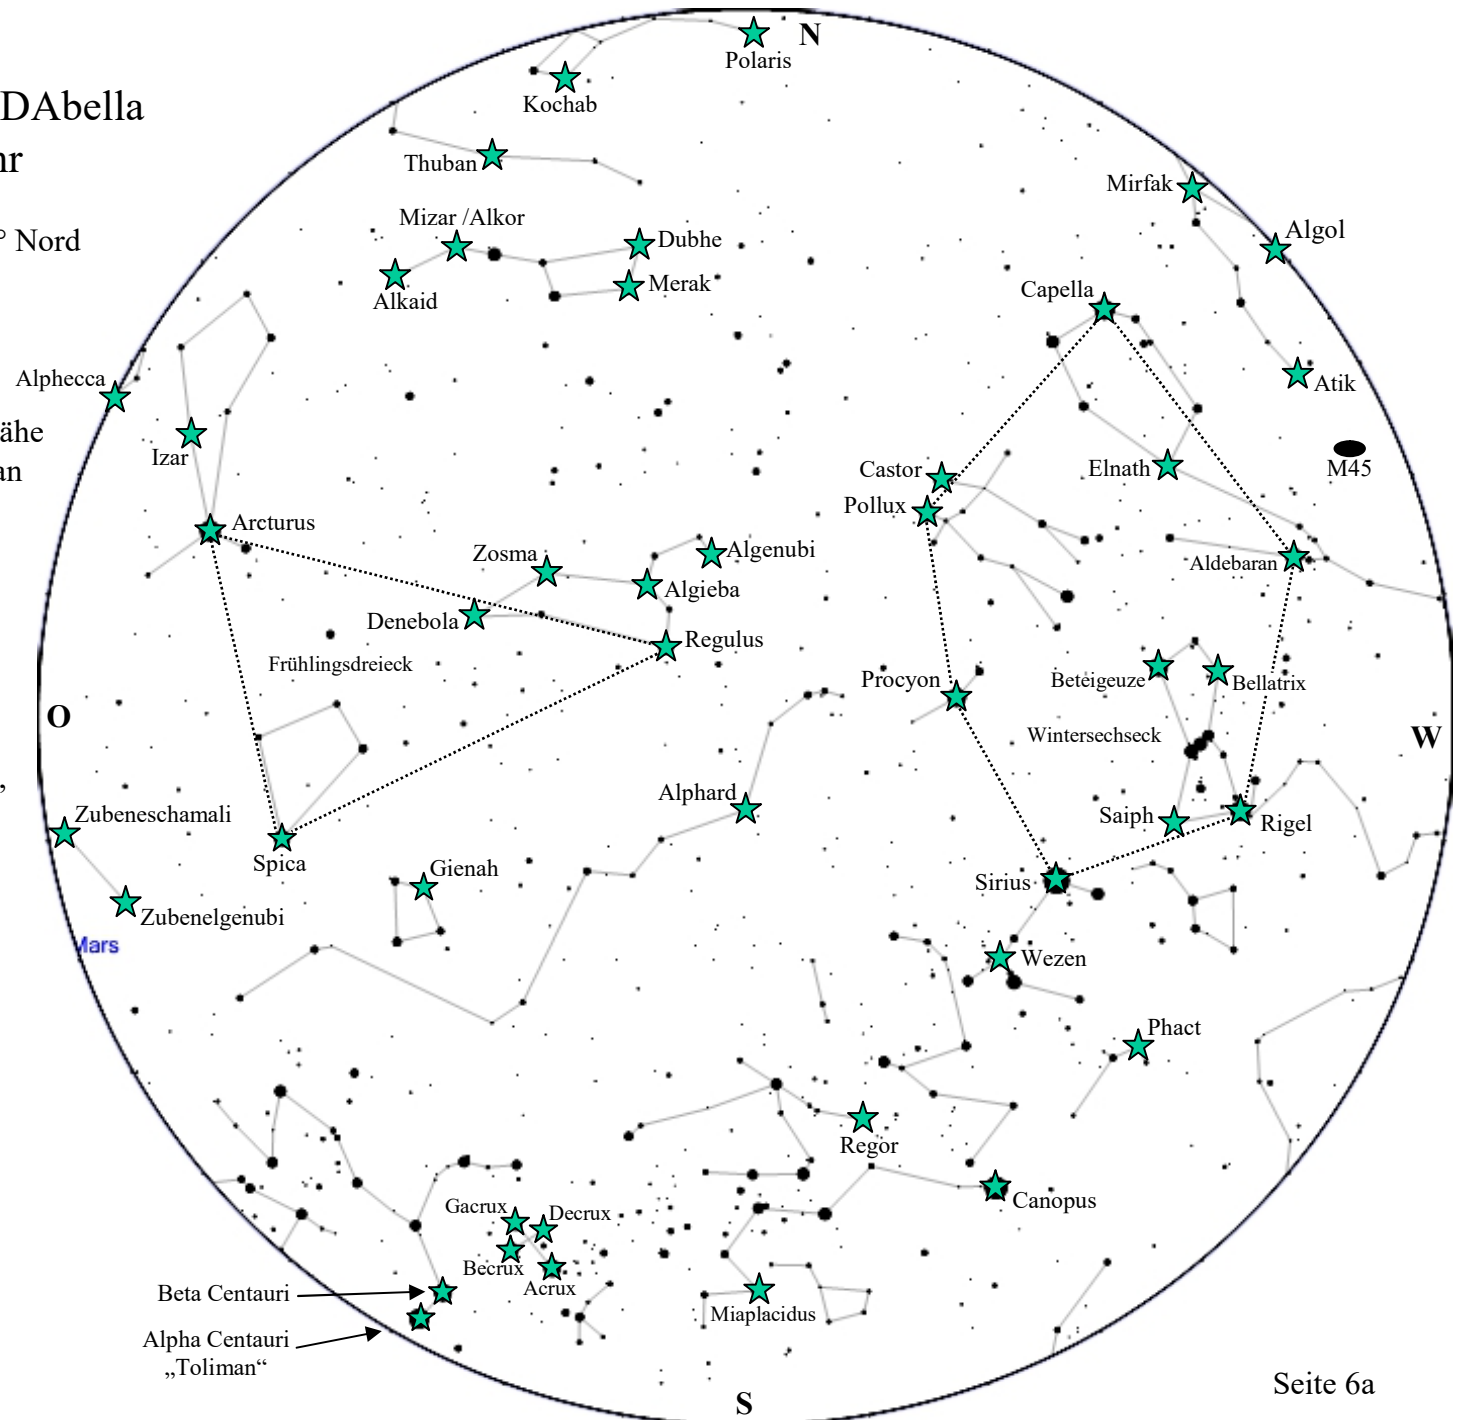 N
Polaris
Kochab
DAbella
Thuban
hr
Mirfak
Mizar /Alkor
Algol
° Nord
Dubhe
Merak
Alkaid
Capella
Alphecca
Atik
ähe
Izar
an
Castor
Elnath
M45
Pollux
Arcturus
Zosma
Algenubi
Aldebaran
Algieba
Denebola
Regulus
Frühlingsdreieck
Procyon
Beteigeuze
Bellatrix
O
Wintersechseck
W
,
Zubeneschamali
Alphard
Saiph
Rigel
Spica
Gienah
Sirius
Zubenelgenubi
Mars
Wezen
Phact
Regor
Canopus
Gacrux
Decrux
Becrux
Acrux
Beta Centauri
Miaplacidus
Alpha Centauri
„Toliman“
Seite 6a
S